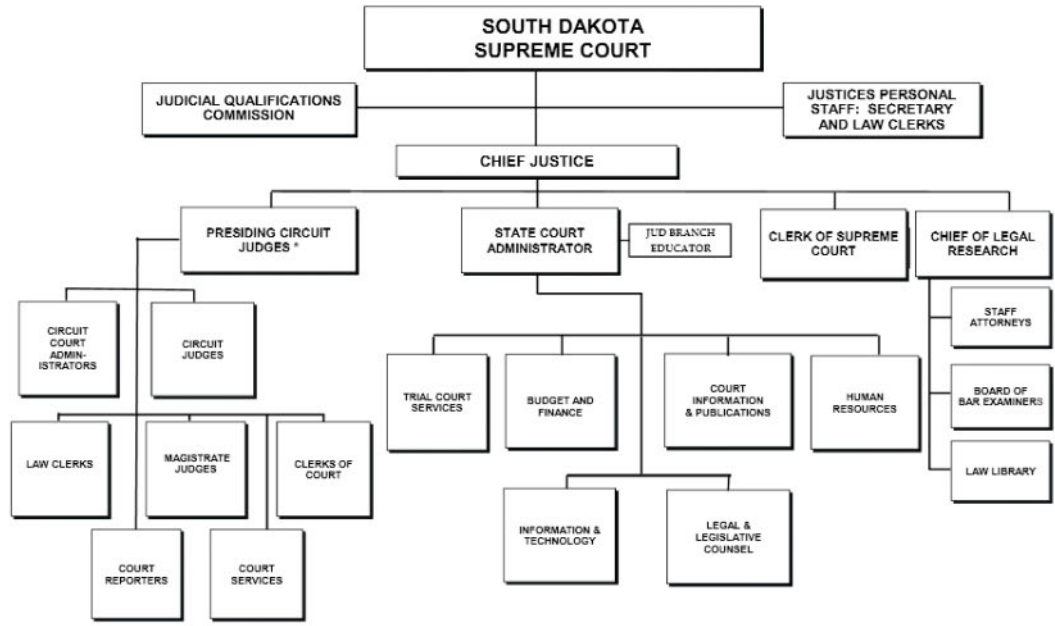 SOUTH DAKOTA
SUPREME COURT
JUDICIAL QUALIFICATIONS
COMMISSION
JUSTICES PERSONAL
STAFF: SECRETARY
AND LAW CLERKS
CHIEF JUSTICE
PRESIDING CIRCUIT
JUDGES *
STATE COURT
ADMINISTRATOR
JUD BRANCH
EDUCATOR
CLERK OF SUPREME
COURT
CHIEF OF LEGAL
RESEARCH
CIRCUIT
COURT
ADMIN-
ISTRATORS
CIRCUIT
JUDGES
STAFF
ATTORNEYS
TRIAL COURT
SERVICES
BUDGET AND
FINANCE
COURT
INFORMATION
& PUBLICATIONS
HUMAN
RESOURCES
BOARD OF
BAR EXAMINERS
LAW CLERKS
MAGISTRATE
JUDGES
CLERKS OF
COURT
LAW LIBRARY
INFORMATION &
TECHNOLOGY
LEGAL &
LEGISLATIVE
COUNSEL
COURT
REPORTERS
COURT
SERVICES